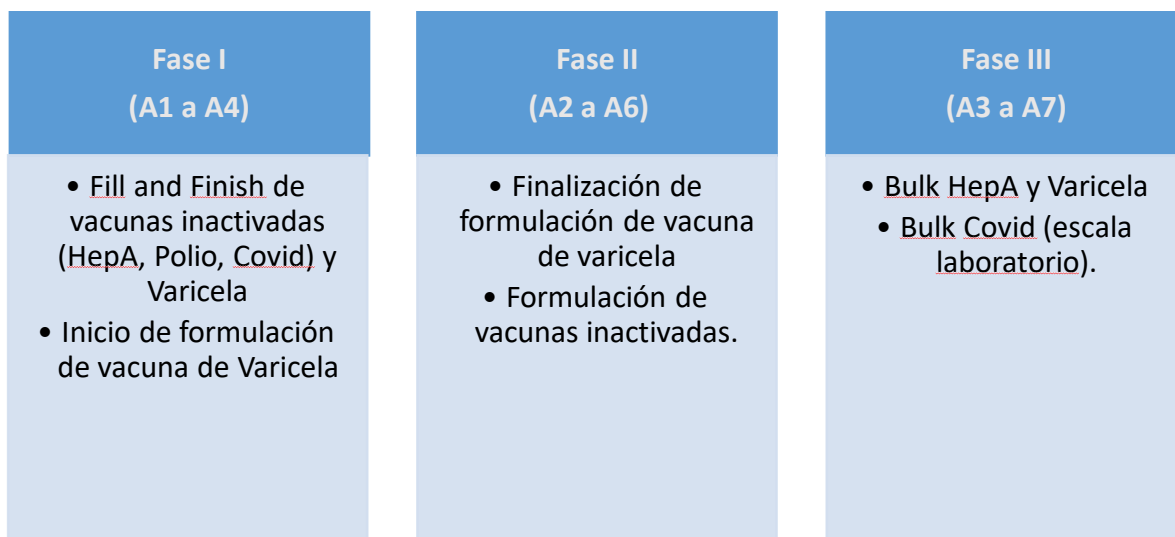 Fase I
(A1 a A4)
• Fill and Finish de
vacunas inactivadas
(HepA, Polio, Covid) y
Varicela
• Inicio de formulación
de vacuna de Varicela
Fase II
(A2 a A6)
• Finalización de
formulación de vacuna
de varicela
• Formulación de
vacunas inactivadas.
Fase III
(A3 a A7)
• Bulk HepA y Varicela
• Bulk Covid (escala
laboratorio).